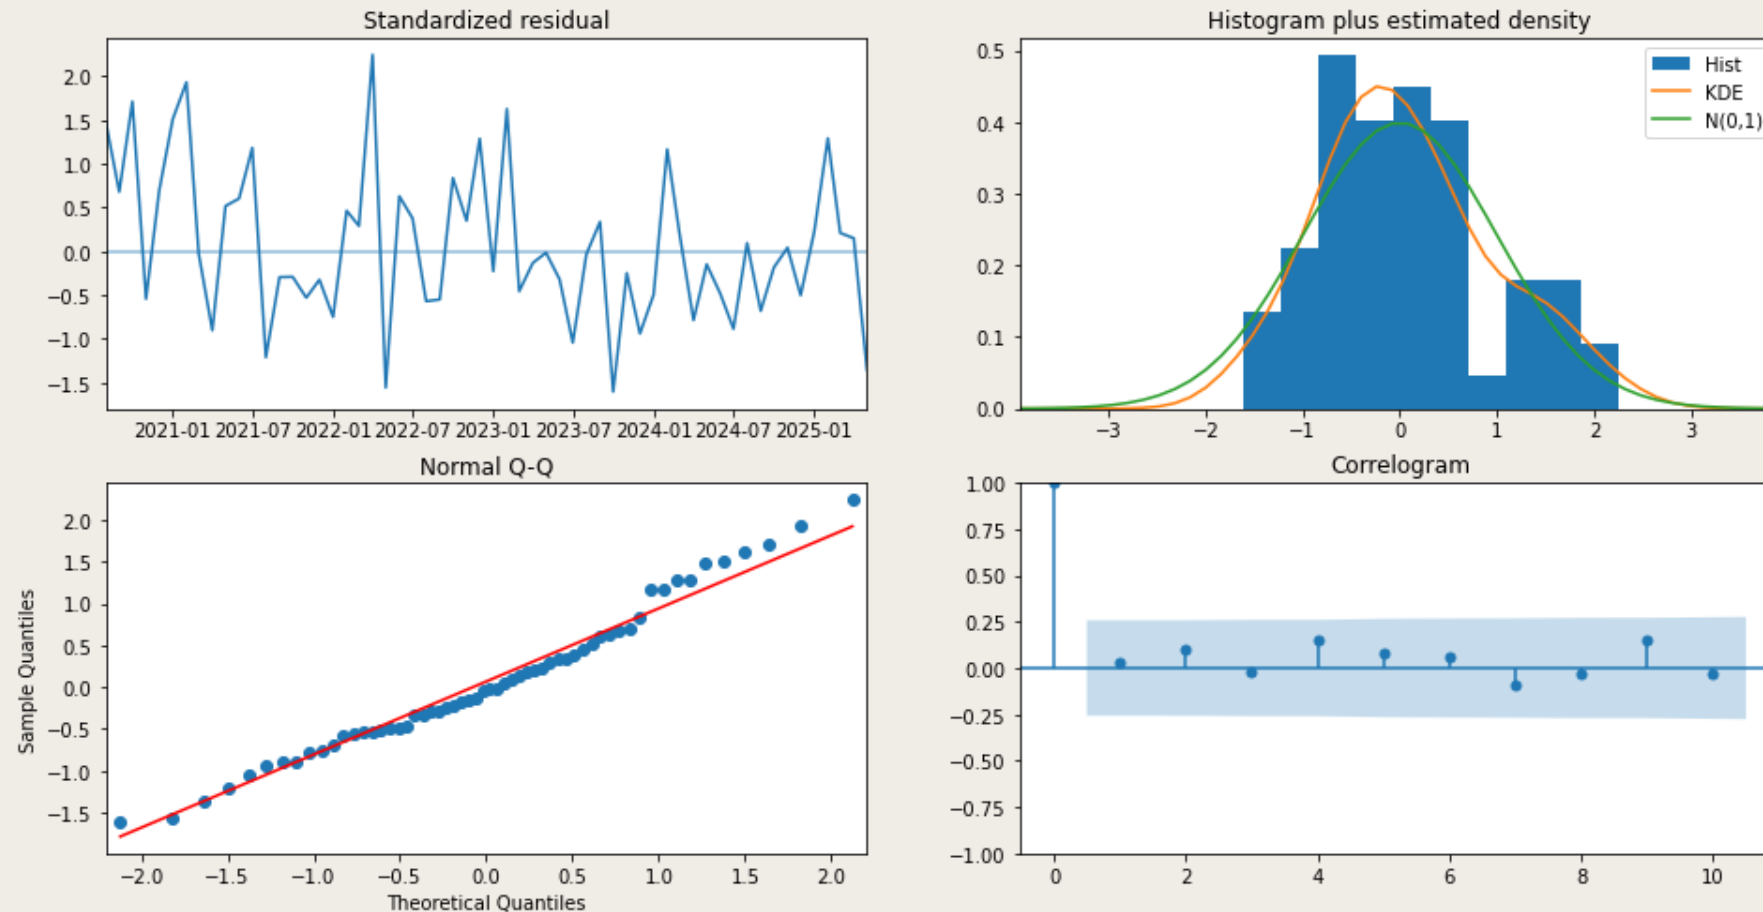 Standardized residual
2.0
1.5
1.0
0.5
0.0
−0.5
−1.0
−1.5
2021-01 2021-07 2022-01 2022-07 2023-01 2023-07 2024-01 2024-07 2025-01
Histogram plus estimated density
0.5
0.4
0.3
0.2
0.1
0.0
Hist
KDE
N(0,1)
−3 −2 −1 0 1 2 3
Normal Q-Q
Sample Quantiles
2.0
1.5
1.0
0.5
0.0
−0.5
−1.0
−1.5
−2.0 −1.5 −1.0 −0.5 0.0 0.5 1.0 1.5 2.0
Theoretical Quantiles
Correlogram
1.00
0.75
0.50
0.25
0.00
−0.25
−0.50
−0.75
−1.00
0 2 4 6 8 10